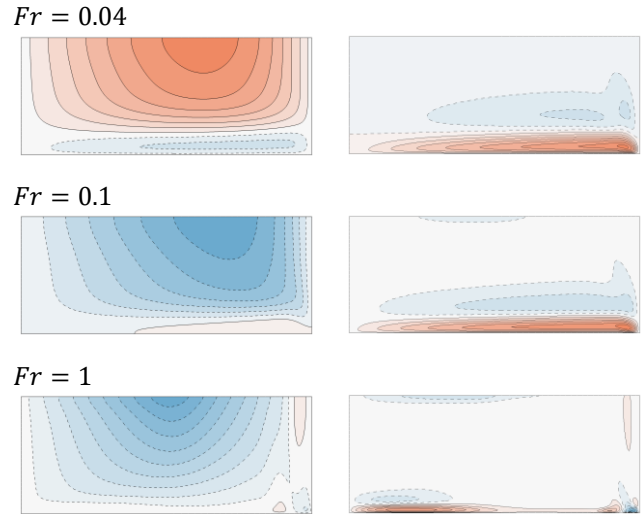 Fr = 0.04
Fr = 0.1
Fr = 1